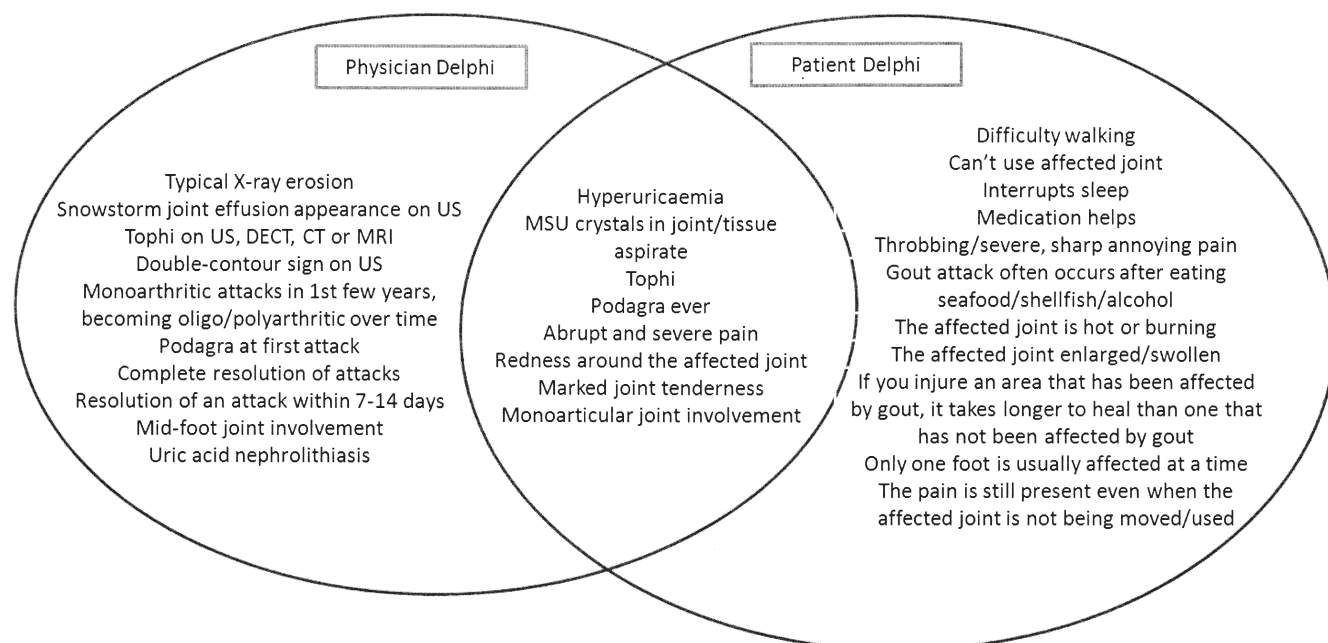 Physician Delphi
Typical X-ray erosion
Snowstorm joint effusion appearance on US
Tophi on US, DECT, CT or MRI
Double-contour sign on US
Monoarthritic attacks in 1st few years,
becoming oligo/polyarthritic over time
Podagra at first attack
Complete resolution of attacks
Resolution of an attack within 7-14 days
Mid-foot joint involvement
Uric acid nephrolithiasis
Hyperuricaemia
MSU crystals in joint/tissue
aspirate
Tophi
Podagra ever
Abrupt and severe pain
Redness around the affected joint
Marked joint tenderness
Monoarticular joint involvement
Patient Delphi
Difficulty walking
Can't use affected joint
Interrupts sleep
Medication helps
Throbbing/severe, sharp annoying pain
Gout attack often occurs after eating
seafood/shellfish/alcohol
The affected joint is hot or burning
The affected joint enlarged/swollen
If you injure an area that has been affected
by gout, it takes longer to heal than one that
has not been affected by gout
Only one foot is usually affected at a time
The pain is still present even when the
affected joint is not being moved/used